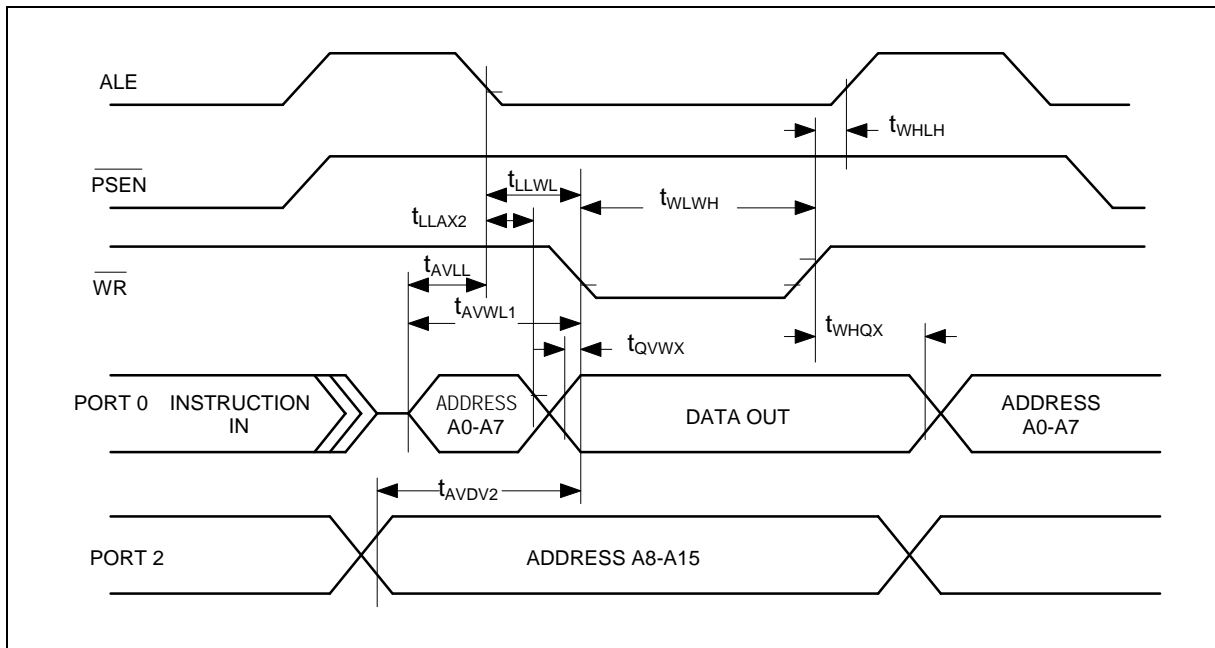 ALE
tWHLH
PSEN
tLLWL
tWLWH
tLLAX2
WR
tAVLL
tAVWL1
tWHQX
tQVWX
PORT 0
INSTRUCTION
IN
ADDRESS
A0-A7
DATA OUT
ADDRESS
A0-A7
tAVDV2
PORT 2
ADDRESS A8-A15